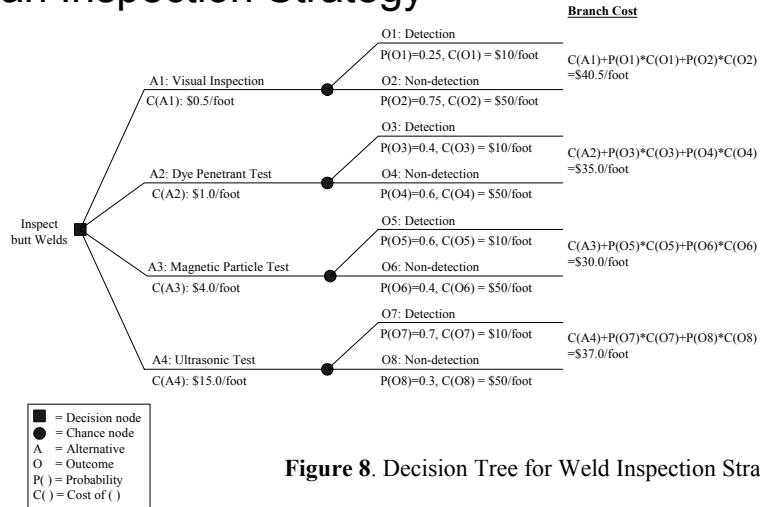 an Inspection Strategy
Branch Cost
O1: Detection
P(O1)=0.25, C(O1) = $10/foot
C(A1)+P(O1)*C(O1)+P(O2)*C(O2)
=$40.5/foot
A1: Visual Inspection
C(A1): $0.5/foot
O2: Non-detection
P(O2)=0.75, C(O2) = $50/foot
O3: Detection
P(O3)=0.4, C(O3) = $10/foot
C(A2)+P(O3)*C(O3)+P(O4)*C(O4)
=$35.0/foot
A2: Dye Penetrant Test
C(A2): $1.0/foot
O4: Non-detection
P(O4)=0.6, C(O4) = $50/foot
Inspect
butt Welds
O5: Detection
P(O5)=0.6, C(O5) = $10/foot
C(A3)+P(O5)*C(O5)+P(O6)*C(O6)
=$30.0/foot
A3: Magnetic Particle Test
C(A3): $4.0/foot
O6: Non-detection
P(O6)=0.4, C(O6) = $50/foot
O7: Detection
P(O7)=0.7, C(O7) = $10/foot
C(A4)+P(O7)*C(O7)+P(O8)*C(O8)
=$37.0/foot
A4: Ultrasonic Test
C(A4): $15.0/foot
O8: Non-detection
P(O8)=0.3, C(O8) = $50/foot
= Decision node
= Chance node
A = Alternative
O = Outcome
P( ) = Probability
C( ) = Cost of ( )
Figure 8. Decision Tree for Weld Inspection Stra